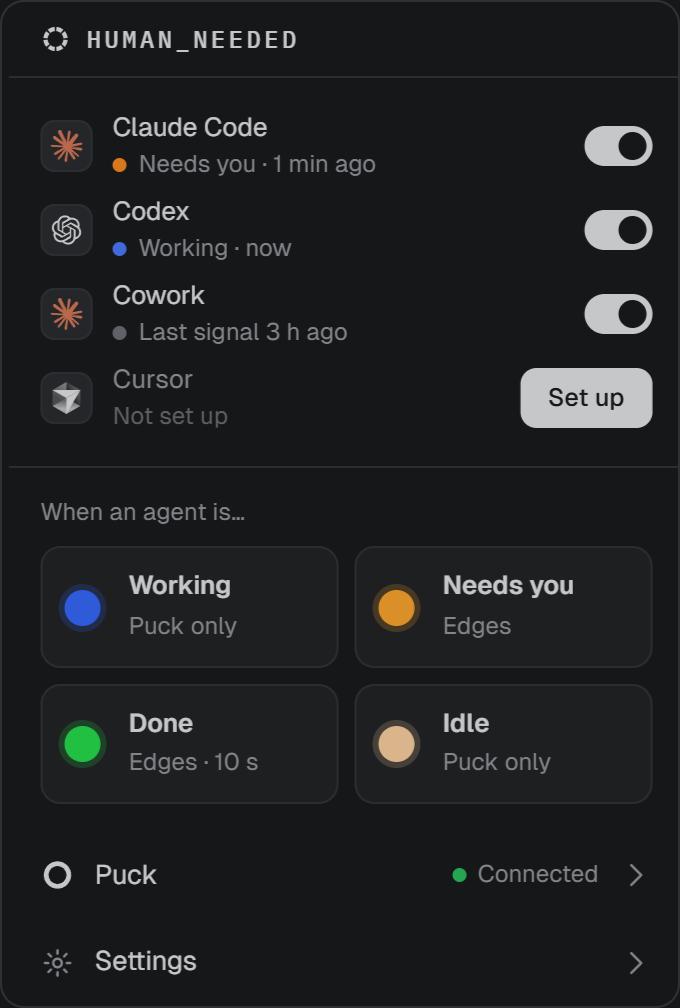 HUMAN_NEEDED
Claude Code
Needs you · 1 min ago
Codex
Working · now
Cowork
Last signal 3 h ago
Cursor
Not set up
Set up
When an agent is…
Working
Puck only
Needs you
Edges
Done
Edges · 10 s
Idle
Puck only
Puck
Connected
Settings